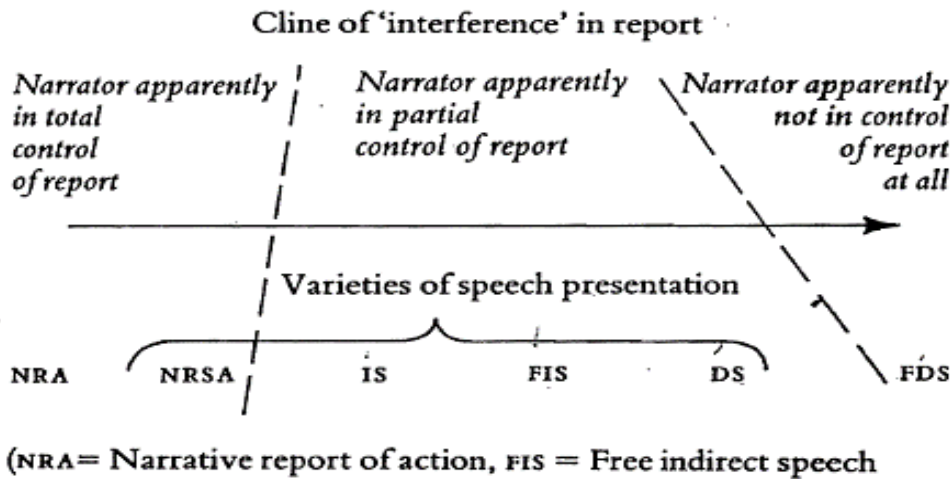 Cline of ‘interference’ in report
Narrator apparently
in total
control
of report
Narrator apparently
in partial
control of report
Narrator apparently
not in control
of report
at all
Varieties of speech presentation
NRA NRSA IS FIS DS FDS
(NRA= Narrative report of action, FIS = Free indirect speech